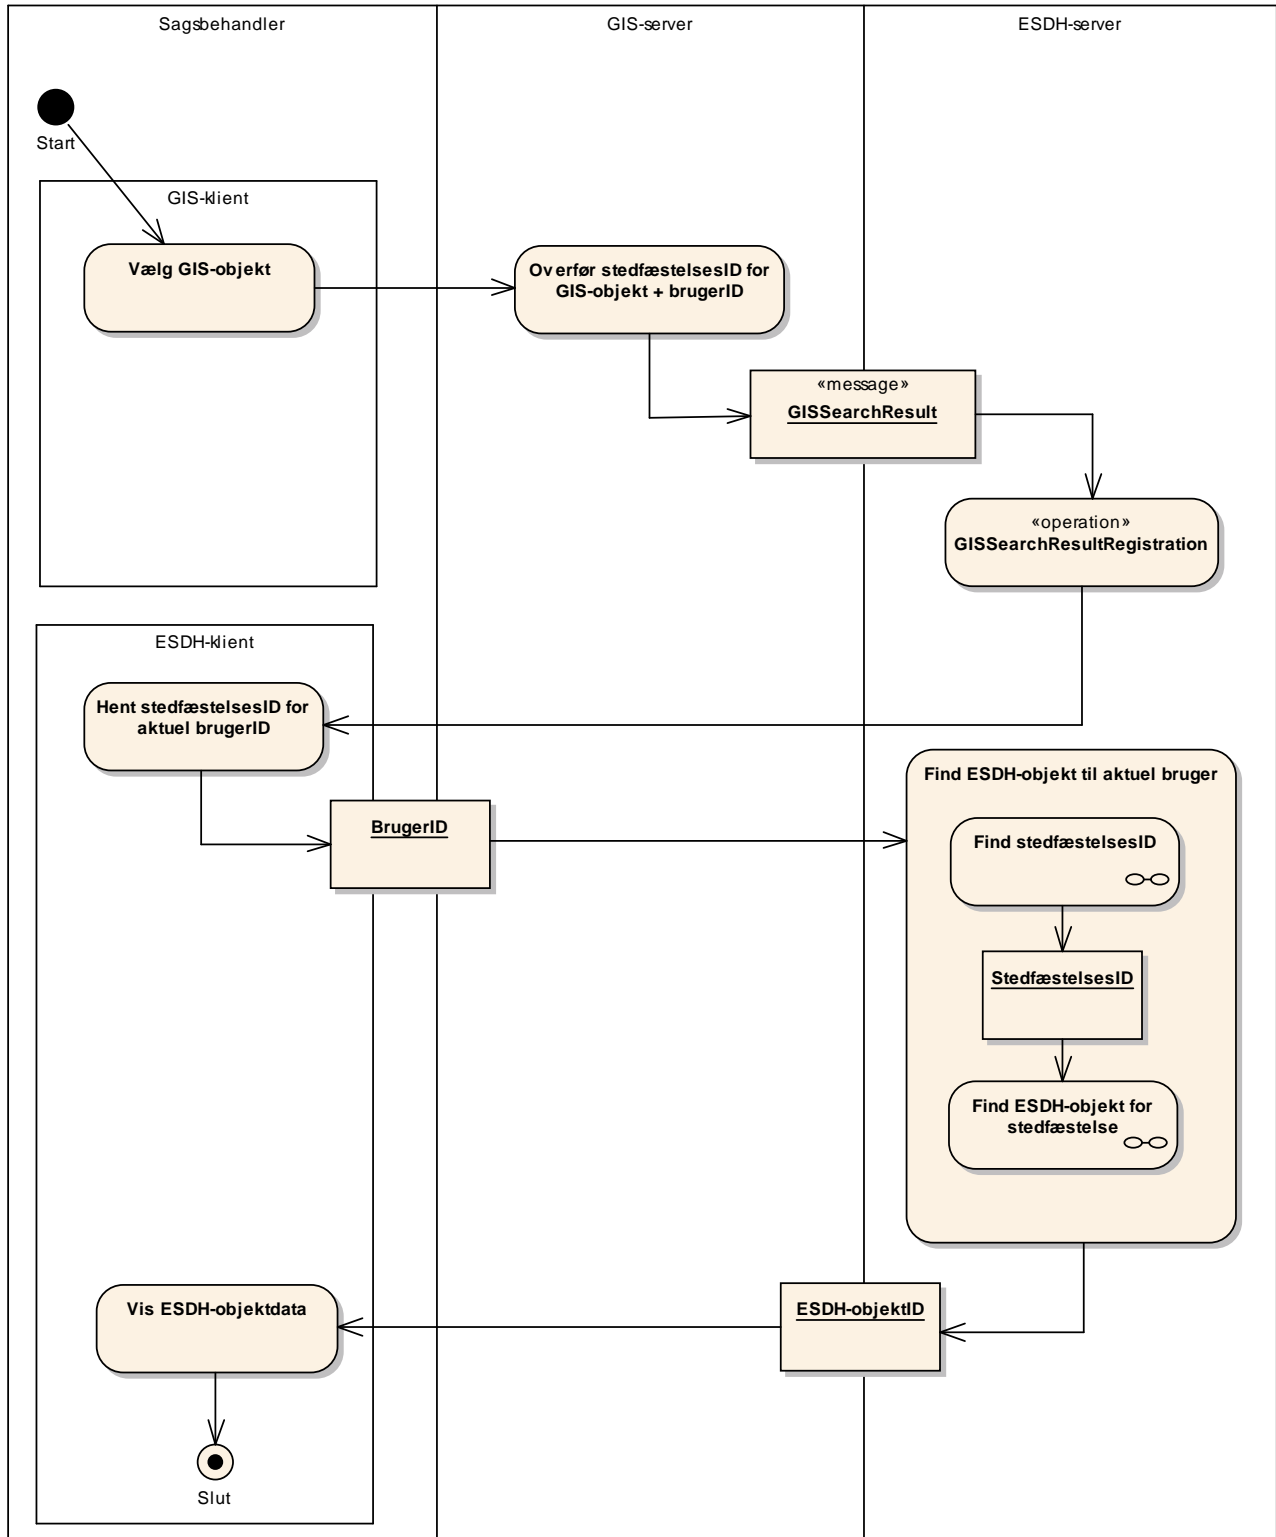 Sagsbehandler
GIS-server
ESDH-server
Start
GIS-klient
Vælg GIS-objekt
Overfør stedfæstelsesID for
GIS-objekt + brugerID
«message»
GISSearchResult
«operation»
GISSearchResultRegistration
ESDH-klient
Hent stedfæstelsesID for
aktuel brugerID
BrugerID
Find ESDH-objekt til aktuel bruger
Find stedfæstelsesID
StedfæstelsesID
Find ESDH-objekt for
stedfæstelse
ESDH-objektID
Vis ESDH-objektdata
Slut